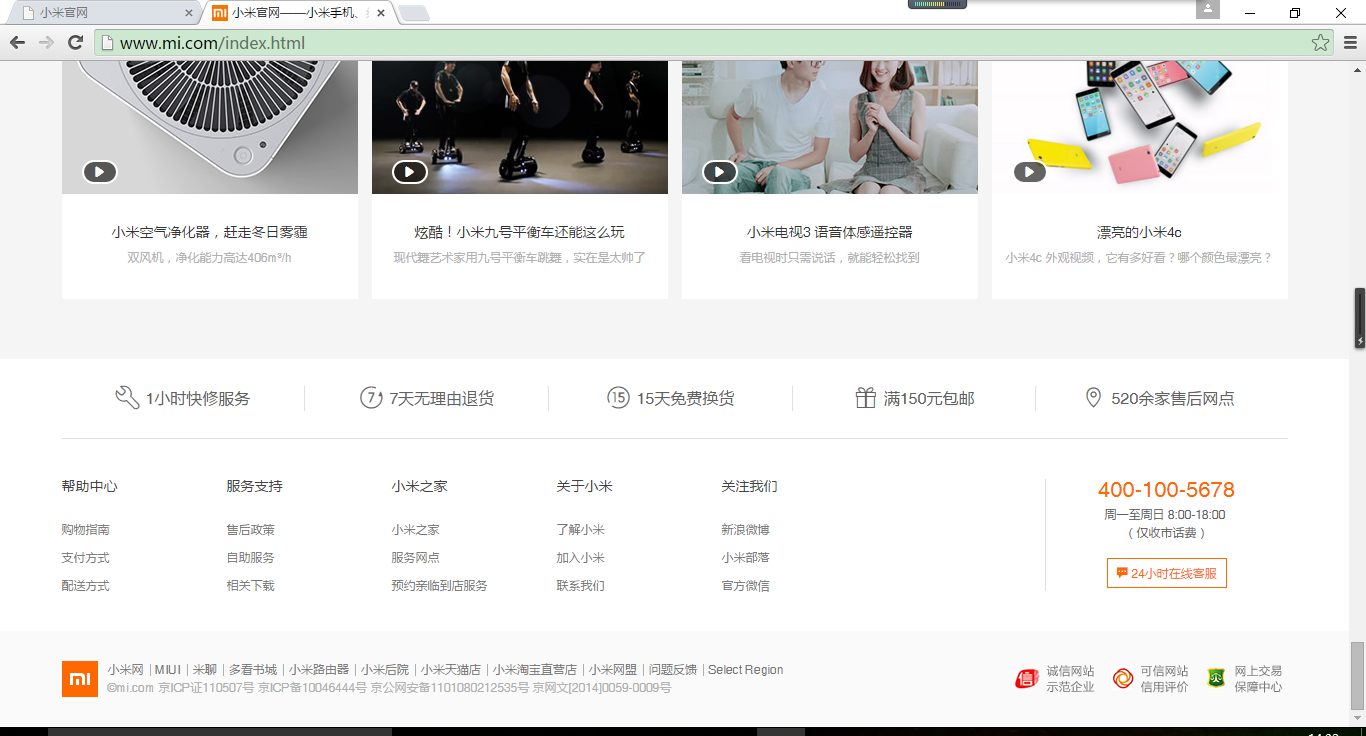 小米官网
小米官网——小米手机、
www.mi.com/index.html
小米空气净化器，赶走冬日雾霾
双风机，净化能力高达406m³/h
炫酷！小米九号平衡车还能这么玩
现代舞艺术家用九号平衡车跳舞，实在是太帅了
小米电视3 语音体感遥控器
看电视时只需说话，就能轻松找到
漂亮的小米4c
小米4c 外观视频，它有多好看？哪个颜色最漂亮？
1小时快修服务
7 7天无理由退货
15 15天免费换货
满150元包邮
520余家售后网点
帮助中心
购物指南
支付方式
配送方式
服务支持
售后政策
自助服务
相关下载
小米之家
小米之家
服务网点
预约亲临到店服务
关于小米
了解小米
加入小米
联系我们
关注我们
新浪微博
小米部落
官方微信
400-100-5678
周一至周日 8:00-18:00
（仅收市话费）
24小时在线客服
小米网 | MIUI | 米聊 | 多看书城 | 小米路由器 | 小米后院 | 小米天猫店 | 小米淘宝直营店 | 小米网盟 | 问题反馈 | Select Region
©mi.com 京ICP证110507号 京ICP备10046444号 京公网安备1101080212535号 京网文[2014]0059-0009号
诚信网站
示范企业
可信网站
信用评价
网上交易
保障中心